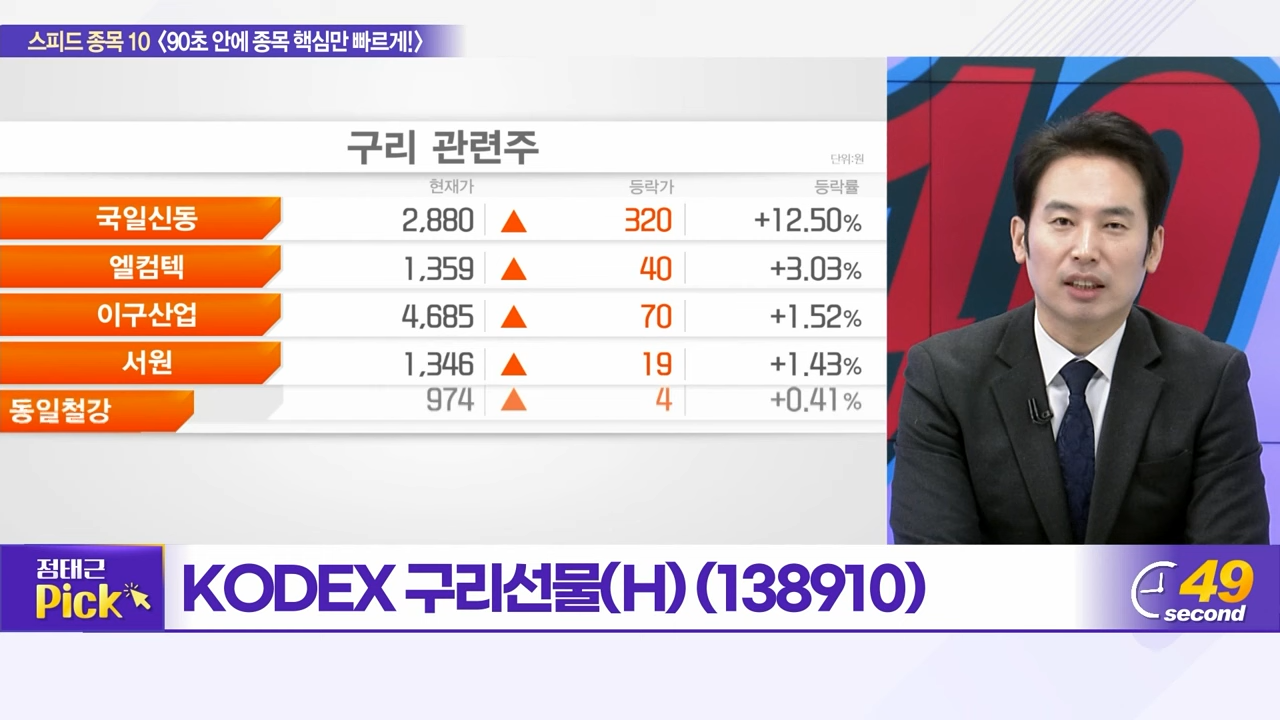 스피드 종목 10 <90초 안에 종목 핵심만 빠르게!>
구리 관련주
단위:원
현재가 등락가 등락률
국일신동 2,880 ▲ 320 +12.50%
엘컴텍 1,359 ▲ 40 +3.03%
이구산업 4,685 ▲ 70 +1.52%
서원 1,346 ▲ 19 +1.43%
동일철강 974 ▲ 4 +0.41%
정태근
Pick
KODEX 구리선물(H) (138910)
49
second
10